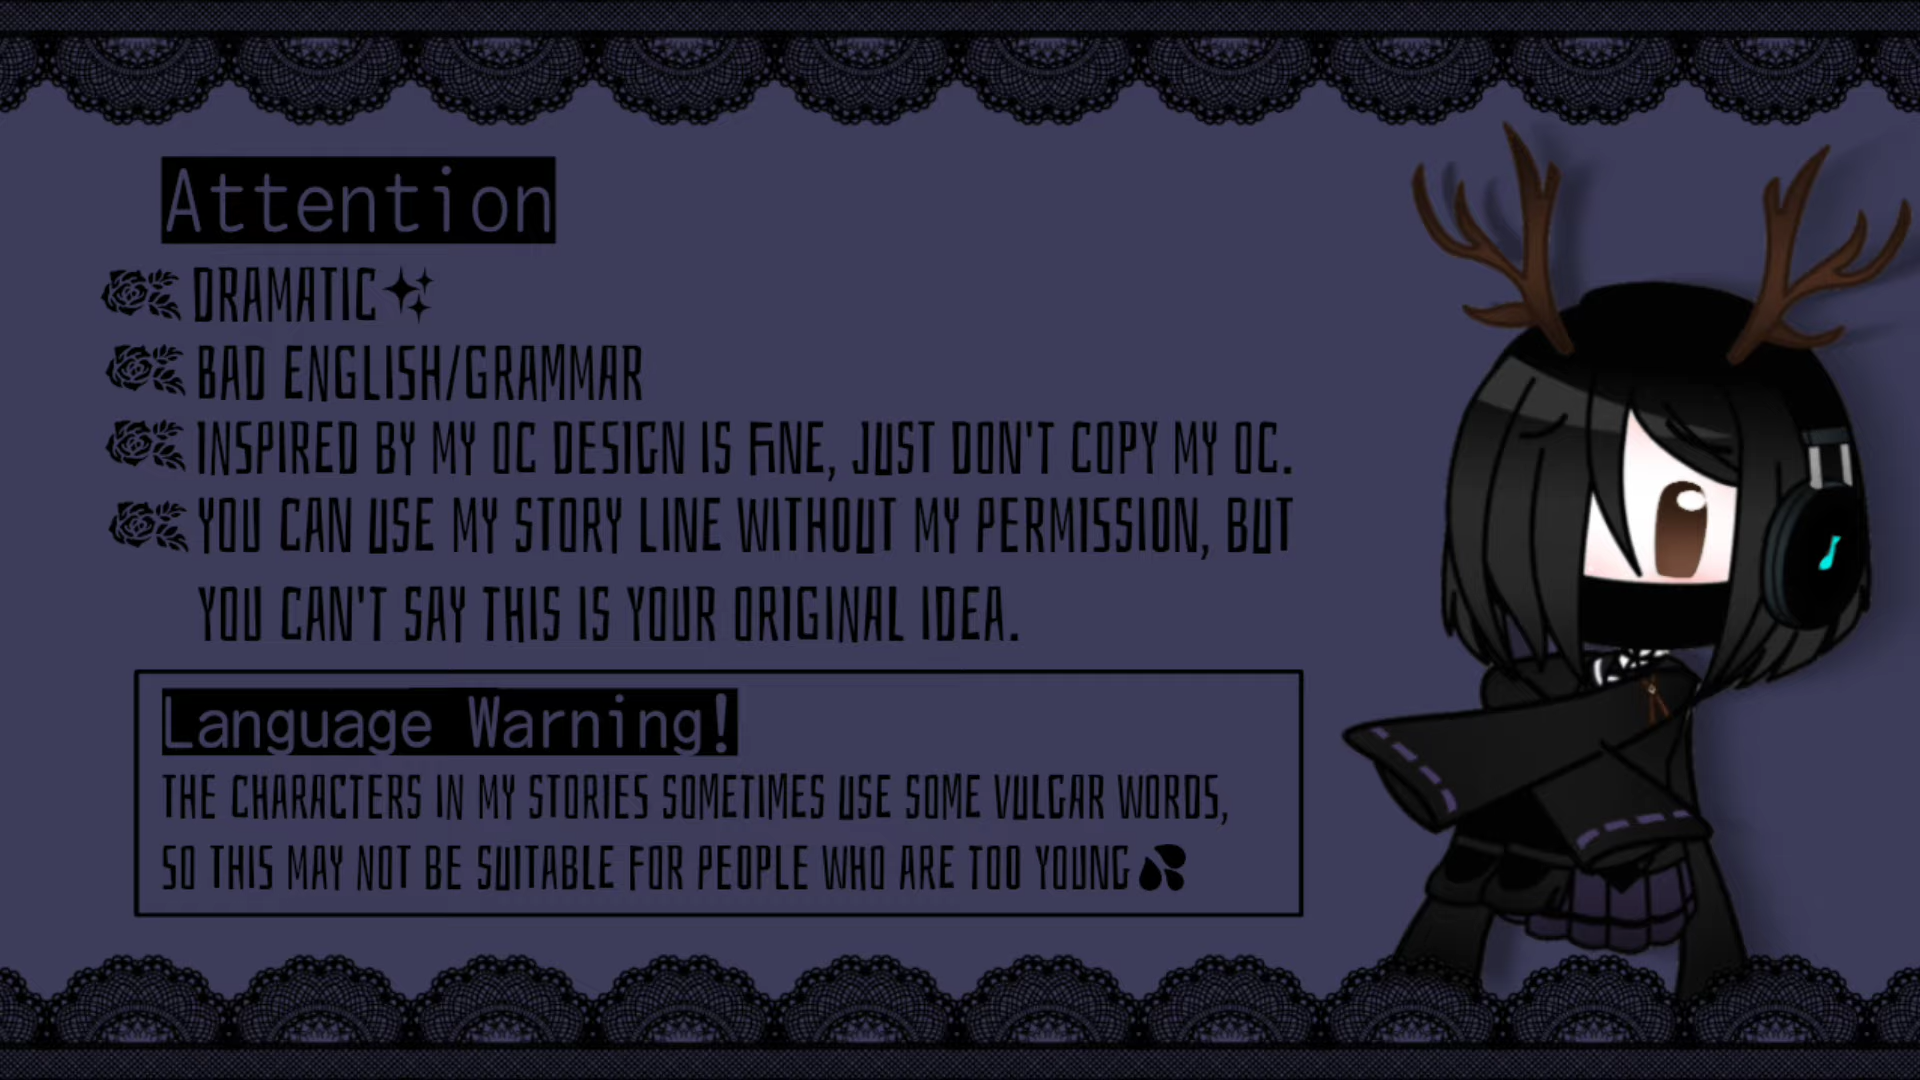 Attention
DRAMATIC
BAD ENGLISH/GRAMMAR
INSPIRED BY MY OC DESIGN IS FINE, JUST DON'T COPY MY OC.
YOU CAN USE MY STORY LINE WITHOUT MY PERMISSION, BUT
YOU CAN'T SAY THIS IS YOUR ORIGINAL IDEA.
Language Warning!
THE CHARACTERS IN MY STORIES SOMETIMES USE SOME VULGAR WORDS,
SO THIS MAY NOT BE SUITABLE FOR PEOPLE WHO ARE TOO YOUNG